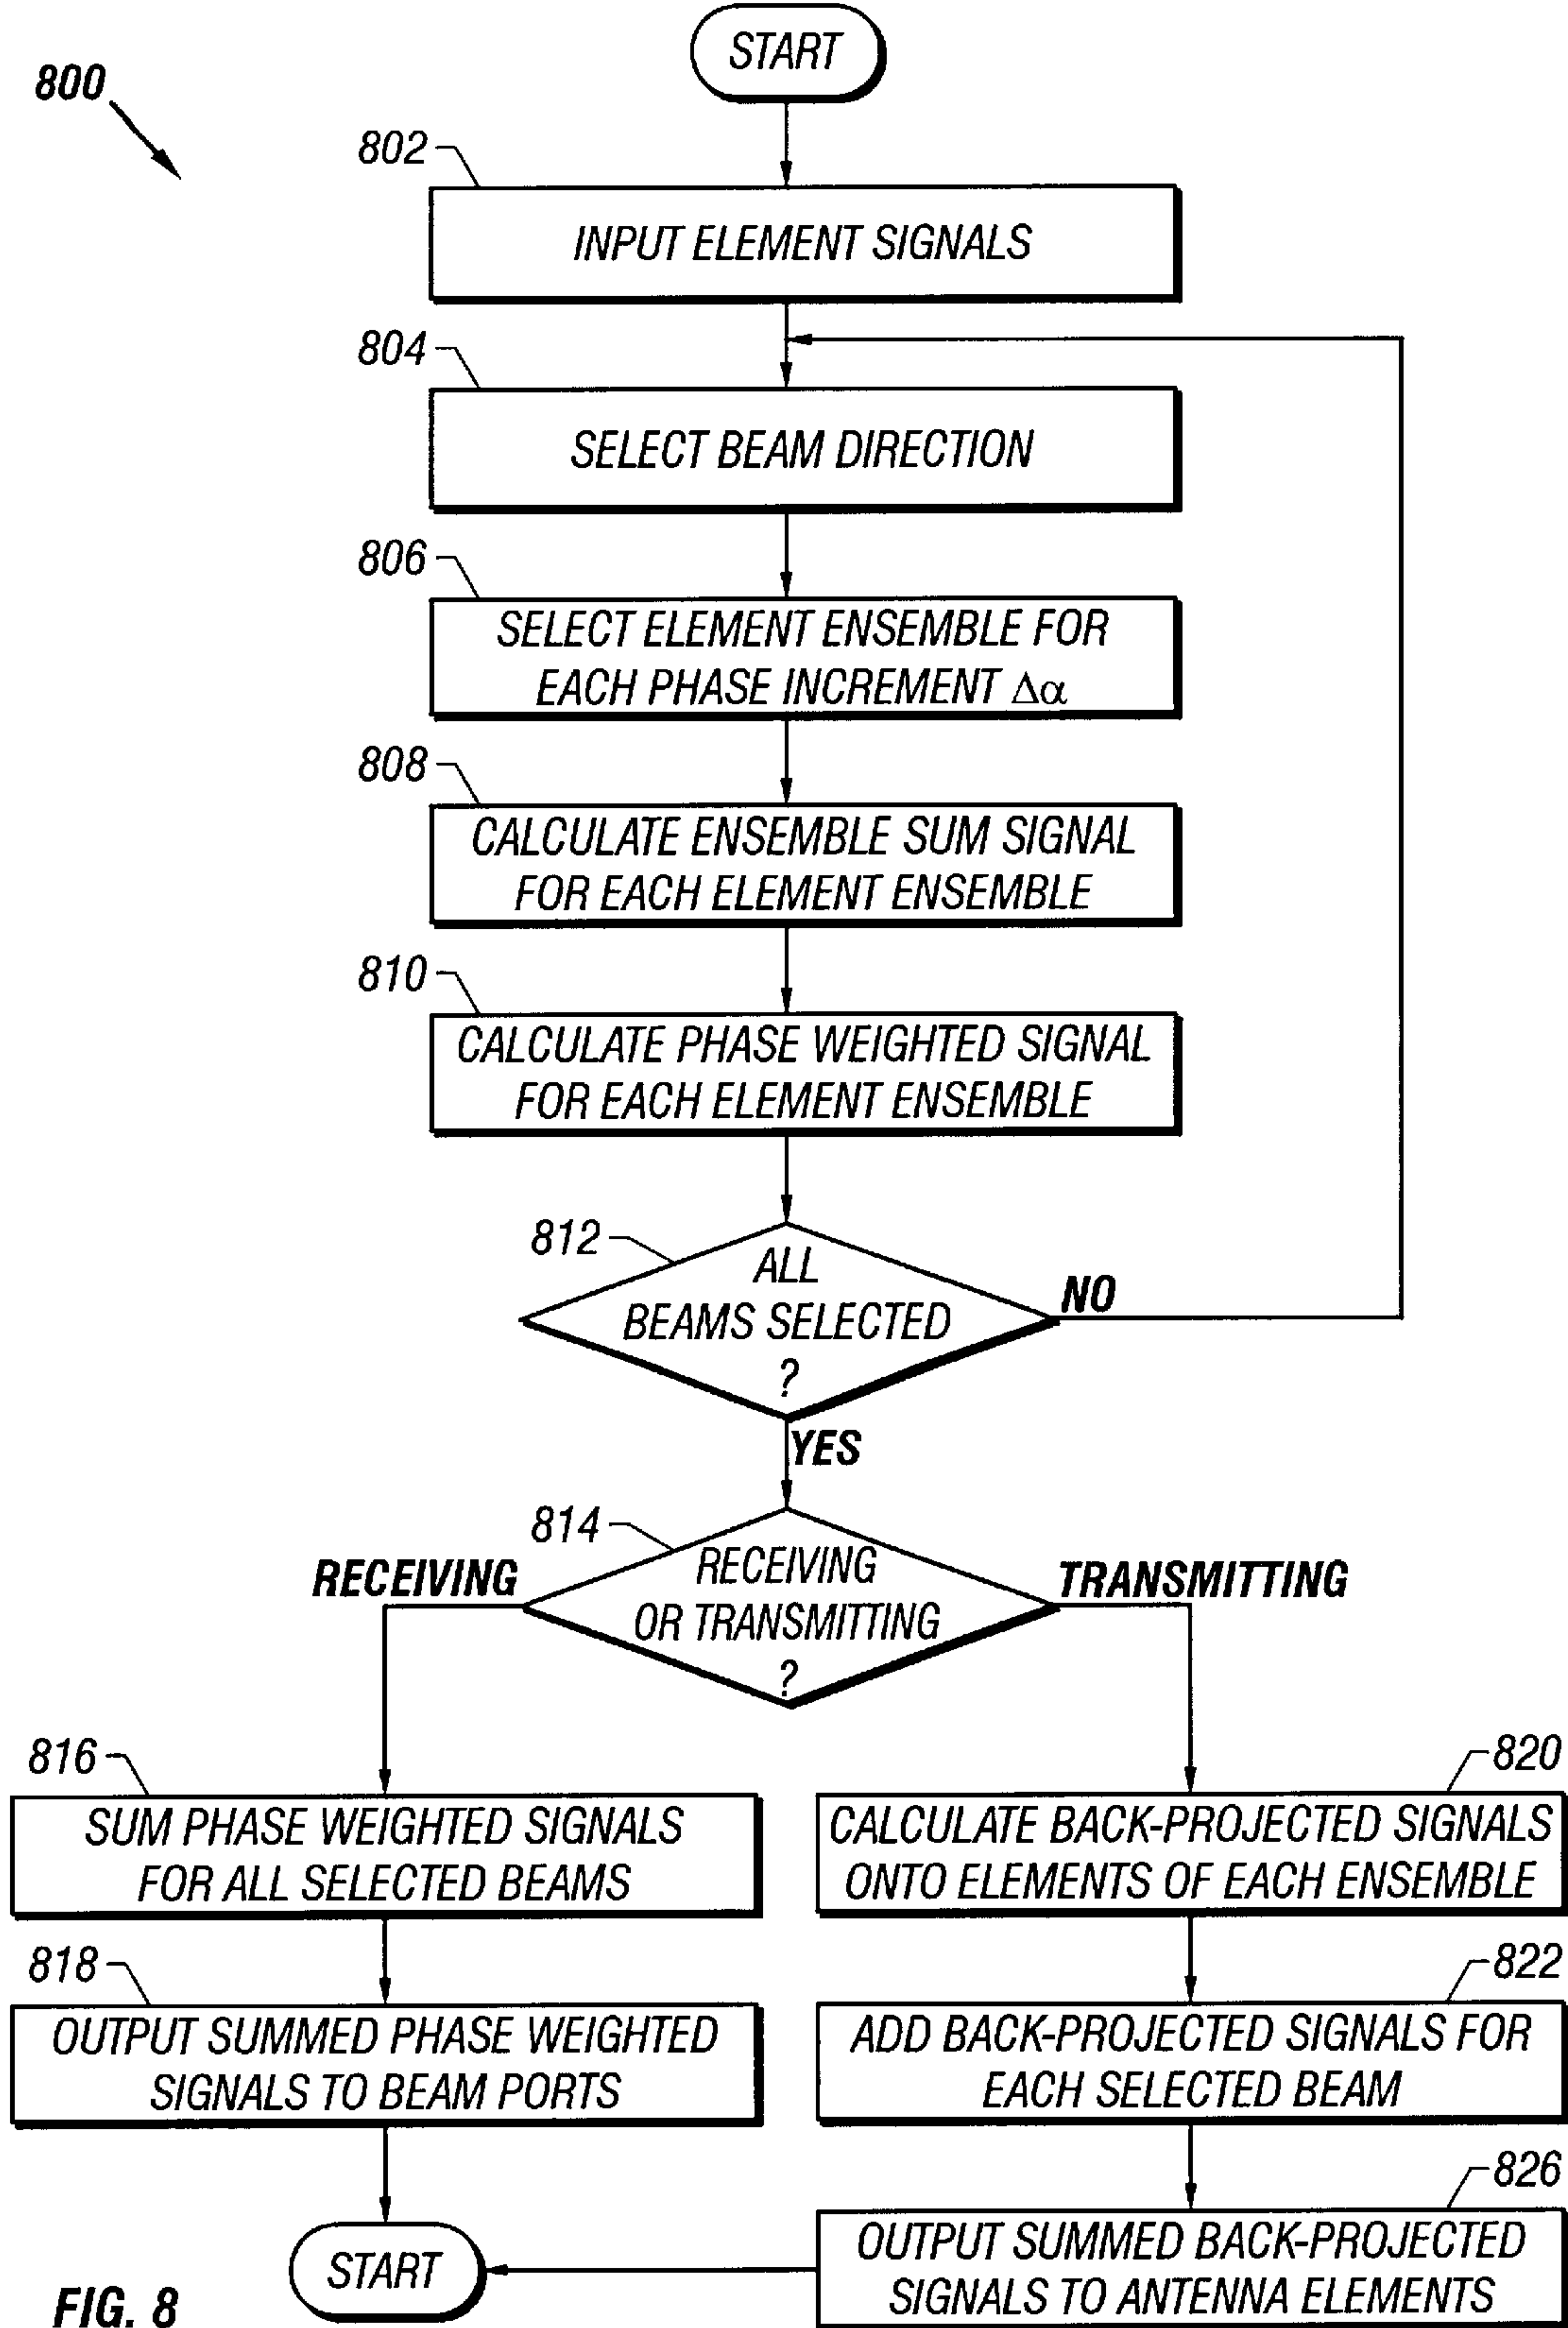 START
800
802
INPUT ELEMENT SIGNALS
804
SELECT BEAM DIRECTION
806
SELECT ELEMENT ENSEMBLE FOR
EACH PHASE INCREMENT Δα
808
CALCULATE ENSEMBLE SUM SIGNAL
FOR EACH ELEMENT ENSEMBLE
810
CALCULATE PHASE WEIGHTED SIGNAL
FOR EACH ELEMENT ENSEMBLE
812
ALL
BEAMS SELECTED
?
NO
YES
814
RECEIVING
OR TRANSMITTING
?
RECEIVING
TRANSMITTING
816
SUM PHASE WEIGHTED SIGNALS
FOR ALL SELECTED BEAMS
818
OUTPUT SUMMED PHASE WEIGHTED
SIGNALS TO BEAM PORTS
820
CALCULATE BACK-PROJECTED SIGNALS
ONTO ELEMENTS OF EACH ENSEMBLE
822
ADD BACK-PROJECTED SIGNALS FOR
EACH SELECTED BEAM
826
OUTPUT SUMMED BACK-PROJECTED
SIGNALS TO ANTENNA ELEMENTS
START
FIG. 8